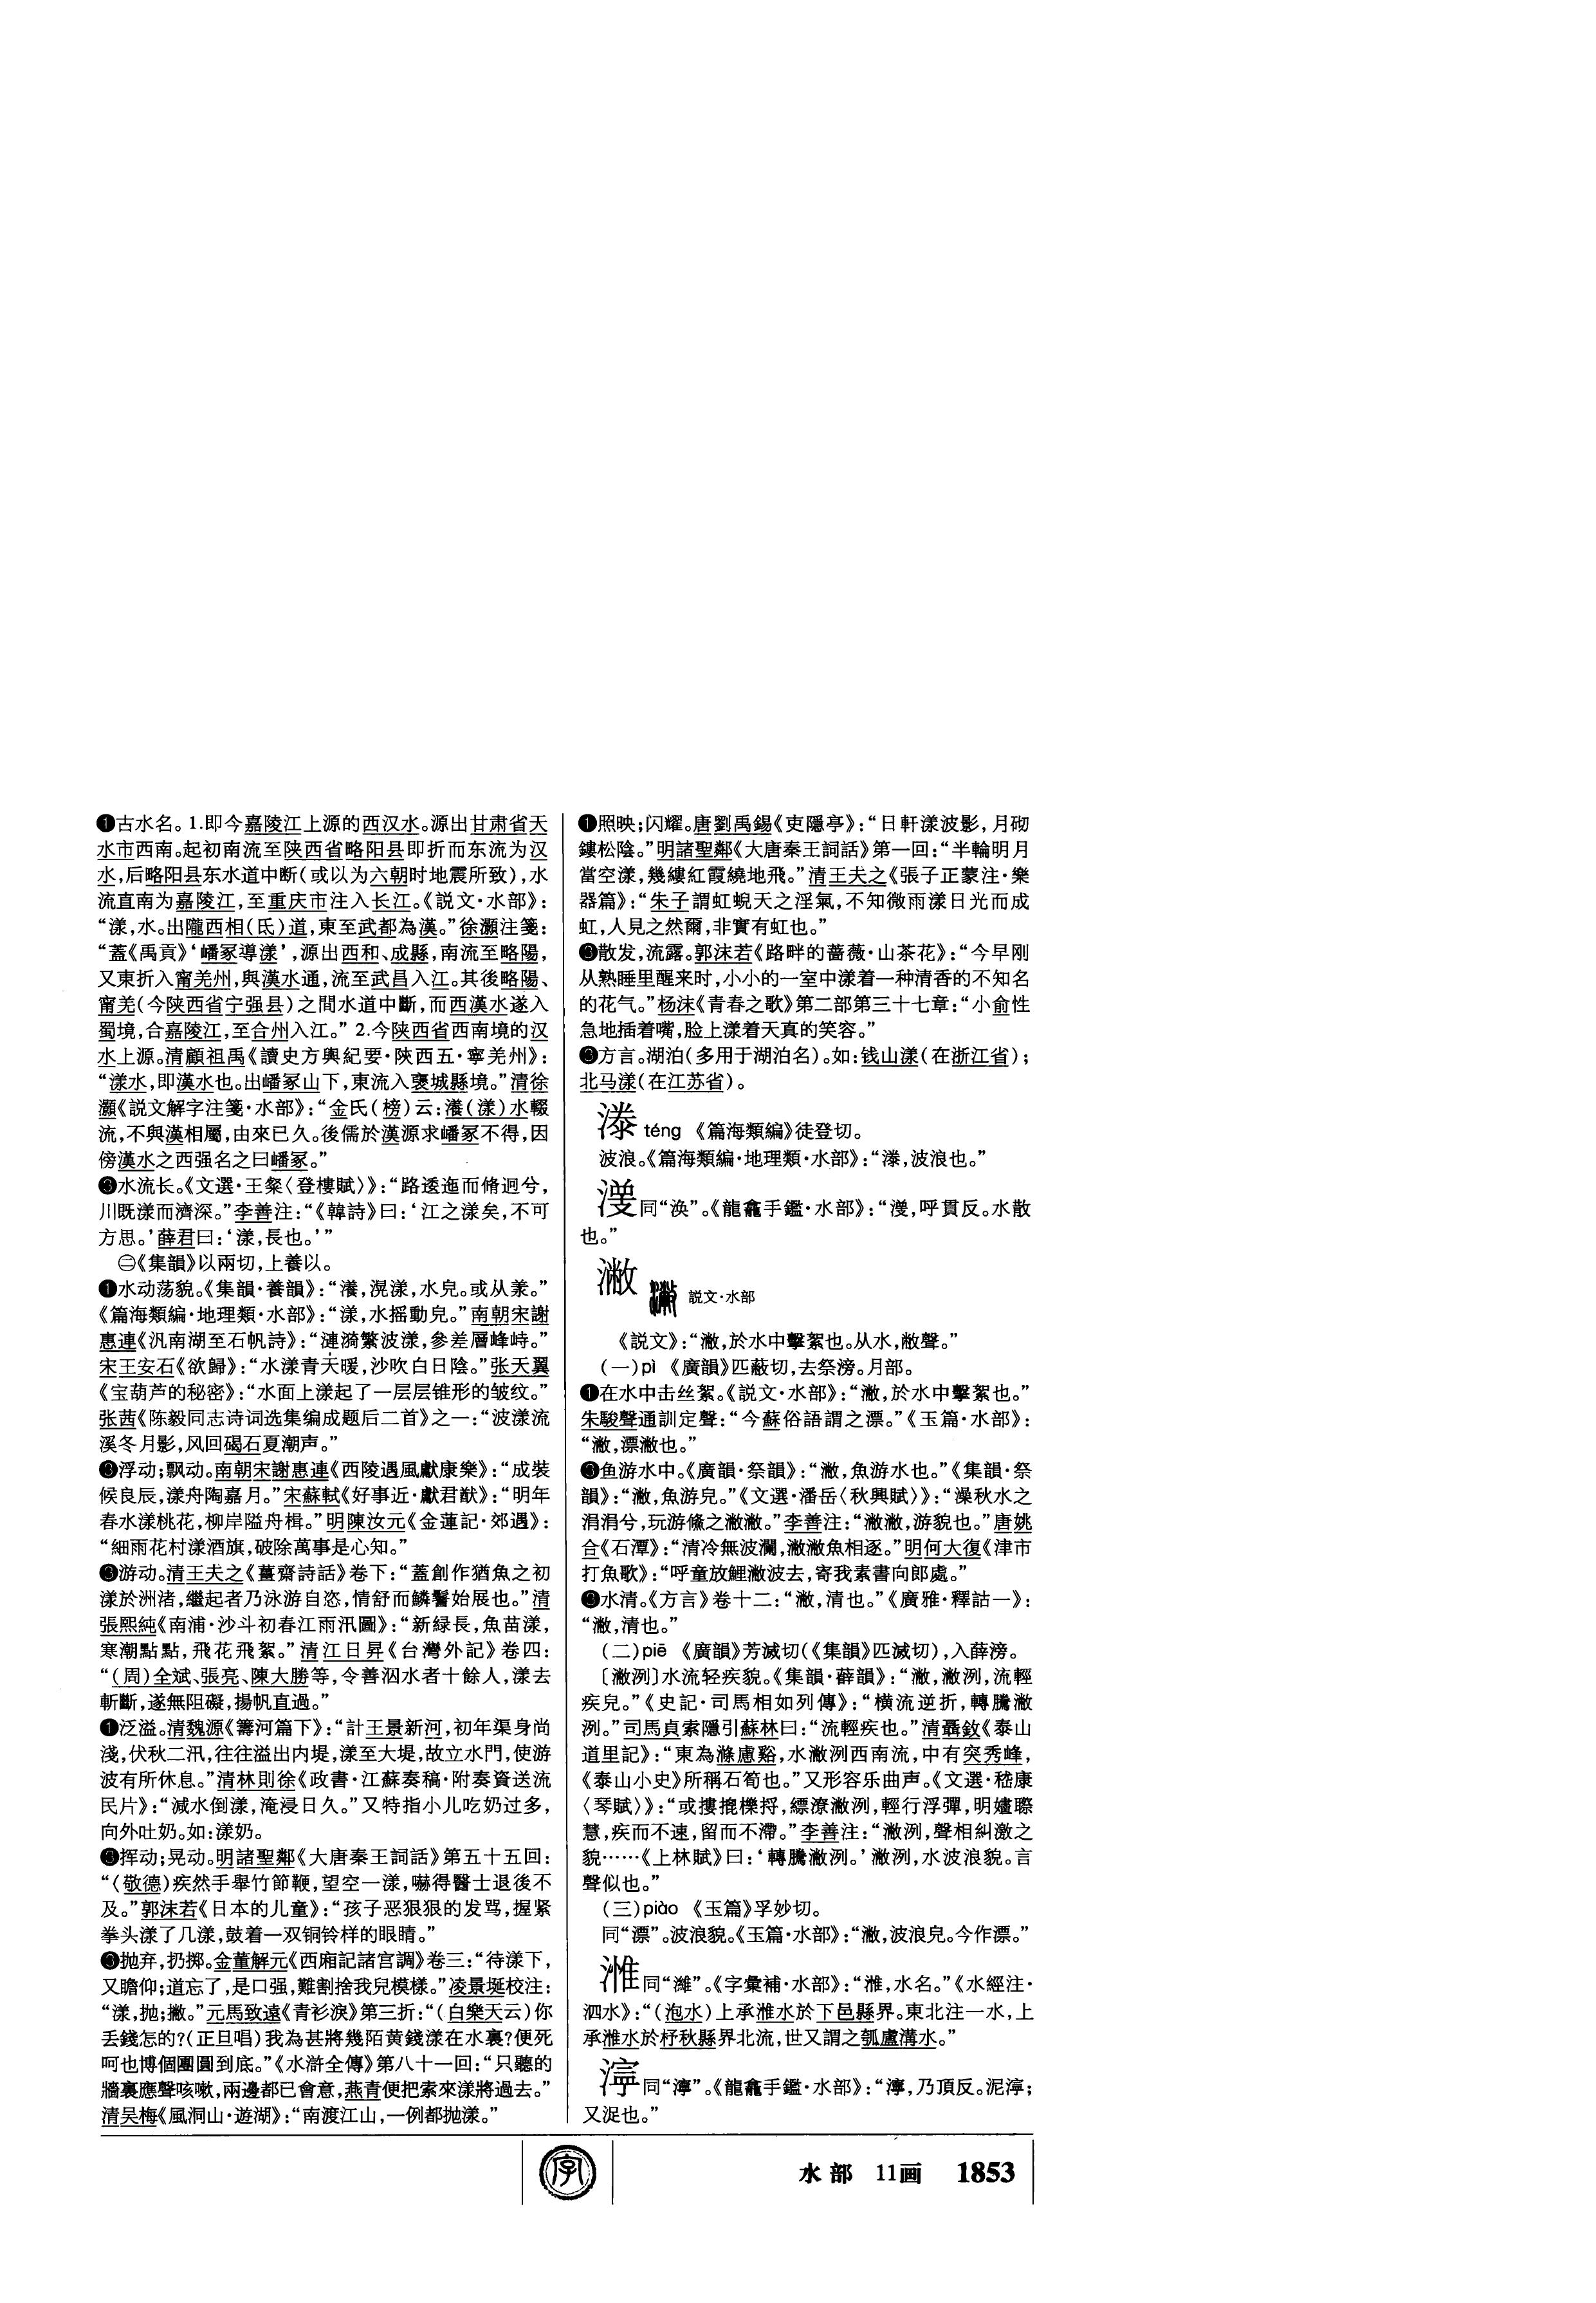 ❶古水名。1.即今嘉陵江上源的西汉水。源出甘肃省天
水市西南。起初南流至陕西省略阳县即折而东流为汉
水,后略阳县东水道中断(或以为六朝时地震所致),水
流直南为嘉陵江,至重庆市注入长江。《説文·水部》:
“漾,水。出隴西相(氐)道,東至武都為漢。”徐灝注箋:
“蓋《禹貢》‘嶓冢導漾’,源出西和、成縣,南流至略陽,
又東折入甯羌州,與漢水通,流至武昌入江。其後略陽、
甯羌(今陕西省宁强县)之間水道中斷,而西漢水遂入
蜀境,合嘉陵江,至合州入江。” 2.今陕西省西南境的汉
水上源。清顧祖禹《讀史方輿紀要·陝西五·寧羌州》:
“漾水,即漢水也。出嶓冢山下,東流入褒城縣境。”清徐
灝《説文解字注箋·水部》:“金氏(榜)云:瀁(漾)水輟
流,不與漢相屬,由來已久。後儒於漢源求嶓冢不得,因
傍漢水之西强名之曰嶓冢。”
❸水流长。《文選·王粲〈登樓賦〉》:“路逶迤而脩迥兮,
川既漾而濟深。”李善注:“《韓詩》曰:‘江之漾矣,不可
方思。’薛君曰:‘漾,長也。’”
㊁《集韻》以兩切,上養以。
❶水动荡貌。《集韻·養韻》:“瀁,滉漾,水皃。或从羕。”
《篇海類編·地理類·水部》:“漾,水摇動皃。”南朝宋謝
惠連《汎南湖至石帆詩》:“漣漪繁波漾,參差層峰峙。”
宋王安石《欲歸》:“水漾青天暖,沙吹白日陰。”张天翼
《宝葫芦的秘密》:“水面上漾起了一层层锥形的皱纹。”
张茜《陈毅同志诗词选集编成题后二首》之一:“波漾流
溪冬月影,风回碣石夏潮声。”
❸浮动;飘动。南朝宋謝惠連《西陵遇風獻康樂》:“成裝
候良辰,漾舟陶嘉月。”宋蘇軾《好事近·獻君猷》:“明年
春水漾桃花,柳岸隘舟楫。”明陳汝元《金蓮記·郊遇》:
“細雨花村漾酒旗,破除萬事是心知。”
❸游动。清王夫之《薑齋詩話》卷下:“蓋創作猶魚之初
漾於洲渚,繼起者乃泳游自恣,情舒而鱗鬐始展也。”清
張熙純《南浦·沙斗初春江雨汛圖》:“新緑長,魚苗漾,
寒潮點點,飛花飛絮。”清江日昇《台灣外記》卷四:
“(周)全斌、張亮、陳大勝等,令善泅水者十餘人,漾去
斬斷,遂無阻礙,揚帆直過。”
❶泛溢。清魏源《籌河篇下》:“計王景新河,初年渠身尚
淺,伏秋二汛,往往溢出内堤,漾至大堤,故立水門,使游
波有所休息。”清林則徐《政書·江蘇奏稿·附奏資送流
民片》:“減水倒漾,淹浸日久。”又特指小儿吃奶过多,
向外吐奶。如:漾奶。
❸挥动;晃动。明諸聖鄰《大唐秦王詞話》第五十五回:
“(敬德)疾然手舉竹節鞭,望空一漾,嚇得醫士退後不
及。”郭沫若《日本的儿童》:“孩子恶狠狠的发骂,握紧
拳头漾了几漾,鼓着一双铜铃样的眼睛。”
❸抛弃,扔掷。金董解元《西廂記諸宫調》卷三:“待漾下,
又瞻仰;道忘了,是口强,難割捨我兒模樣。”凌景埏校注:
“漾,抛;撇。”元馬致遠《青衫淚》第三折:“(白樂天云)你
丢錢怎的?(正旦唱)我為甚將幾陌黄錢漾在水裏?便死
呵也博個團圓到底。”《水滸全傳》第八十一回:“只聽的
牆裏應聲咳嗽,兩邊都已會意,燕青便把索來漾將過去。”
清吴梅《風洞山·遊湖》:“南渡江山,一例都抛漾。”
❶照映;闪耀。唐劉禹錫《吏隱亭》:“日軒漾波影,月砌
鏤松陰。”明諸聖鄰《大唐秦王詞話》第一回:“半輪明月
當空漾,幾縷紅霞繞地飛。”清王夫之《張子正蒙注·樂
器篇》:“朱子謂虹蜺天之淫氣,不知微雨漾日光而成
虹,人見之然爾,非實有虹也。”
❸散发,流露。郭沫若《路畔的蔷薇·山茶花》:“今早刚
从熟睡里醒来时,小小的一室中漾着一种清香的不知名
的花气。”杨沫《青春之歌》第二部第三十七章:“小俞性
急地插着嘴,脸上漾着天真的笑容。”
❸方言。湖泊(多用于湖泊名)。如:钱山漾(在浙江省);
北马漾(在江苏省)。
漛 téng 《篇海類編》徒登切。
波浪。《篇海類編·地理類·水部》:“漛,波浪也。”
同“涣”。《龍龕手鑑·水部》:“,呼貫反。水散
也。”
潎 説文·水部
《説文》:“潎,於水中擊絮也。从水,敝聲。”
(一)pì 《廣韻》匹蔽切,去祭滂。月部。
❶在水中击丝絮。《説文·水部》:“潎,於水中擊絮也。”
朱駿聲通訓定聲:“今蘇俗語謂之漂。”《玉篇·水部》:
“潎,漂潎也。”
❸鱼游水中。《廣韻·祭韻》:“潎,魚游水也。”《集韻·祭
韻》:“潎,魚游皃。”《文選·潘岳〈秋興賦〉》:“澡秋水之
涓涓兮,玩游鯈之潎潎。”李善注:“潎潎,游貌也。”唐姚
合《石潭》:“清冷無波瀾,潎潎魚相逐。”明何大復《津市
打魚歌》:“呼童放鯉潎波去,寄我素書向郎處。”
❸水清。《方言》卷十二:“潎,清也。”《廣雅·釋詁一》:
“潎,清也。”
(二)piē 《廣韻》芳滅切(《集韻》匹滅切),入薛滂。
〔潎洌〕水流轻疾貌。《集韻·薛韻》:“潎,潎洌,流輕
疾皃。”《史記·司馬相如列傳》:“横流逆折,轉騰潎
洌。”司馬貞索隱引蘇林曰:“流輕疾也。”清聶鈫《泰山
道里記》:“東為滌慮谿,水潎洌西南流,中有突秀峰,
《泰山小史》所稱石筍也。”又形容乐曲声。《文選·嵇康
〈琴賦〉》:“或摟𢱢櫟捋,縹潦潎洌,輕行浮彈,明嫿㬠
慧,疾而不速,留而不滯。”李善注:“潎洌,聲相糾激之
貌……《上林賦》曰:‘轉騰潎洌。’潎洌,水波浪貌。言
聲似也。”
(三)piào 《玉篇》孚妙切。
同“漂”。波浪貌。《玉篇·水部》:“潎,波浪皃。今作漂。”
同“濰”。《字彙補·水部》:“,水名。”《水經注·
泗水》:“(泡水)上承水於下邑縣界。東北注一水,上
承水於杼秋縣界北流,世又謂之瓠盧溝水。”
同“濘”。《龍龕手鑑·水部》:“濘,乃頂反。泥濘;
又浞也。”
字
水部 11画 1853